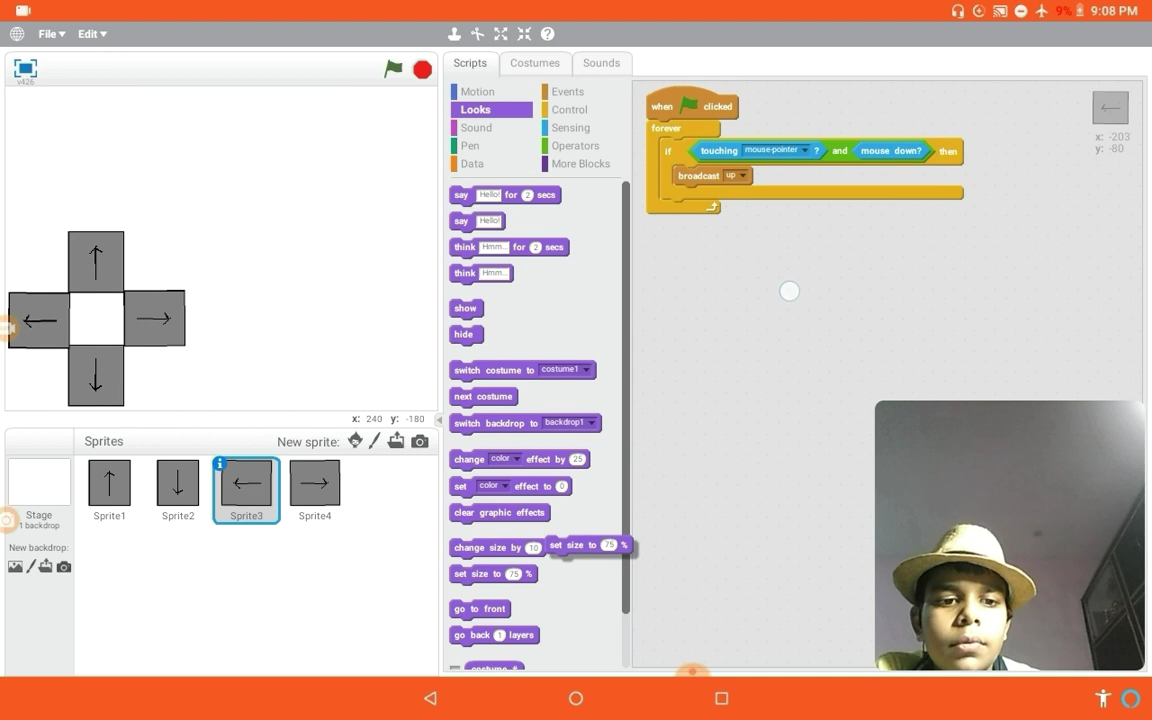 9% 9:08 PM
File Edit
v426
Scripts Costumes Sounds
Motion Events
Looks Control
Sound Sensing
Pen Operators
Data More Blocks
say Hello! for 2 secs
say Hello!
think Hmm... for 2 secs
think Hmm...
show
hide
switch costume to costume1
next costume
switch backdrop to backdrop1
change color effect by 25
set color effect to 0
clear graphic effects
change size by 10
set size to 75 %
set size to 75 %
go to front
go back 1 layers
costume #
when clicked
forever
if touching mouse-pointer ? and mouse down? then
broadcast up
x: -203
y: -80
x: 240 y: -180
Sprites New sprite:
Stage
1 backdrop
New backdrop:
Sprite1 Sprite2 Sprite3 Sprite4